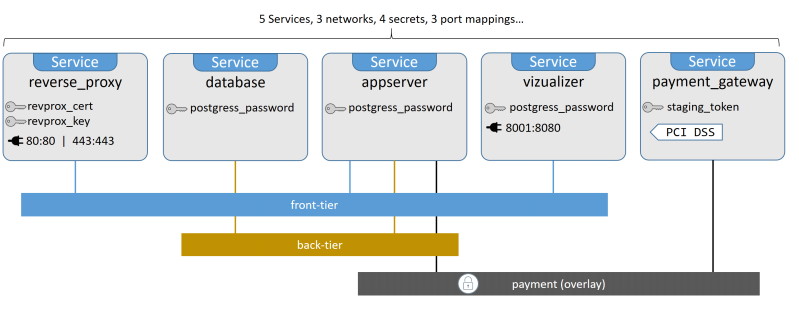 5 Services, 3 networks, 4 secrets, 3 port mappings...
Service
reverse_proxy
revprox_cert
revprox_key
80:80 | 443:443
Service
database
postgress_password
Service
appserver
postgress_password
Service
vizualizer
postgress_password
8001:8080
Service
payment_gateway
staging_token
PCI DSS
front-tier
back-tier
payment (overlay)